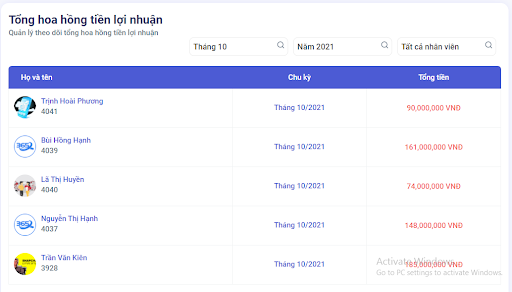 Tổng hoa hồng tiền lợi nhuận
Quản lý theo dõi tổng hoa hồng tiền lợi nhuận
Tháng 10 Năm 2021 Tất cả nhân viên
Họ và tên Chu kỳ Tổng tiền
Trịnh Hoài Phương
4041
Tháng 10/2021 90,000,000 VNĐ
365
Bùi Hồng Hạnh
4039
Tháng 10/2021 161,000,000 VNĐ
Lã Thị Huyền
4040
Tháng 10/2021 74,000,000 VNĐ
365
Nguyễn Thị Hạnh
4037
Tháng 10/2021 148,000,000 VNĐ
Trần Văn Kiên
3928
Tháng 10/2021 165,000,000 VNĐ
Activate Windows
Go to PC settings to activate Windows.